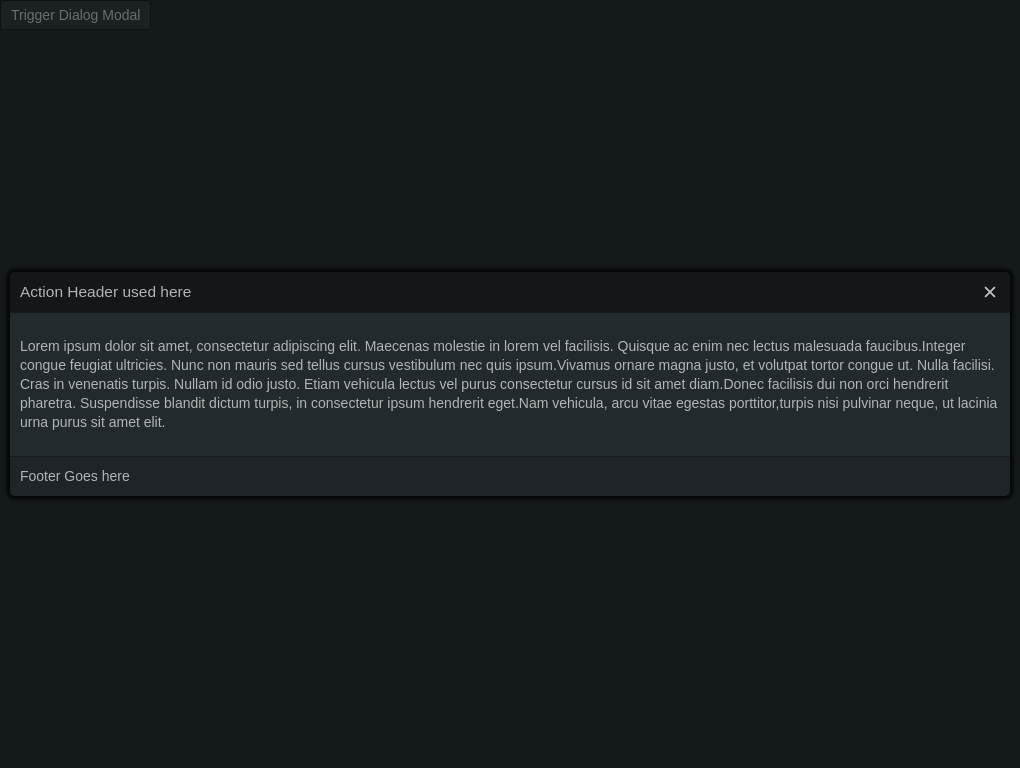 Trigger Dialog Modal
Action Header used here
Lorem ipsum dolor sit amet, consectetur adipiscing elit. Maecenas molestie in lorem vel facilisis. Quisque ac enim nec lectus malesuada faucibus.Integer
congue feugiat ultricies. Nunc non mauris sed tellus cursus vestibulum nec quis ipsum.Vivamus ornare magna justo, et volutpat tortor congue ut. Nulla facilisi.
Cras in venenatis turpis. Nullam id odio justo. Etiam vehicula lectus vel purus consectetur cursus id sit amet diam.Donec facilisis dui non orci hendrerit
pharetra. Suspendisse blandit dictum turpis, in consectetur ipsum hendrerit eget.Nam vehicula, arcu vitae egestas porttitor,turpis nisi pulvinar neque, ut lacinia
urna purus sit amet elit.
Footer Goes here